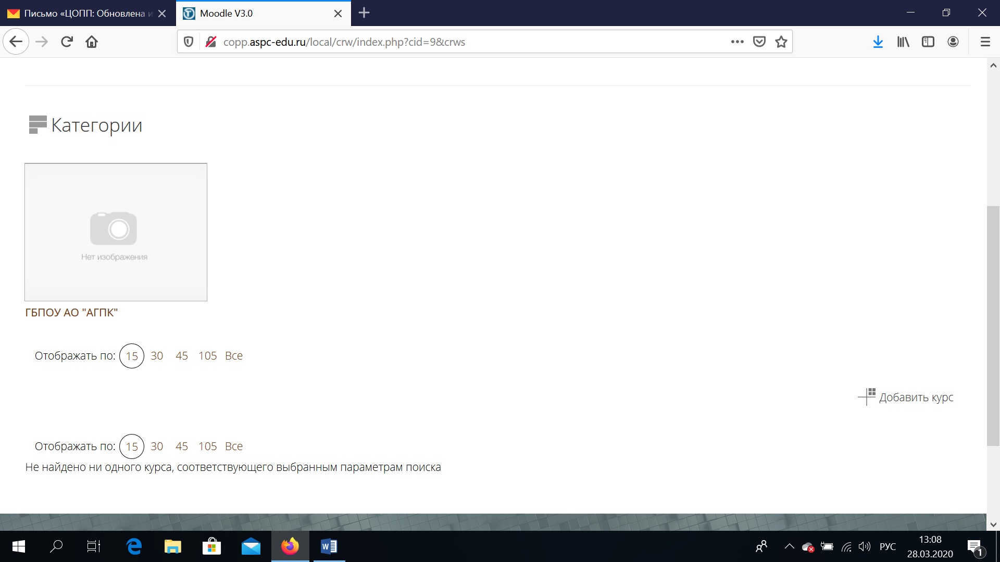 Письмо «ЦОПП: Обновлена и
Moodle V3.0
copp.aspc-edu.ru/local/crw/index.php?cid=9&crws
Категории
Нет изображения
ГБПОУ АО "АГПК"
Отображать по: 15 30 45 105 Все
Добавить курс
Отображать по: 15 30 45 105 Все
Не найдено ни одного курса, соответствующего выбранным параметрам поиска
РУС
13:08
28.03.2020
1